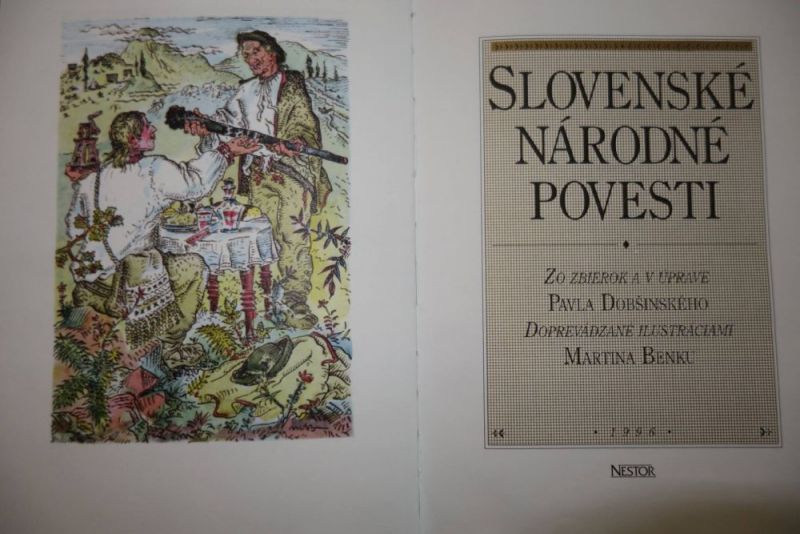 SLOVENSKÉ
NÁRODNÉ
POVESTI
ZO ZBIEROK A V ÚPRAVE
PAVLA DOBŠINSKÉHO
DOPREVÁDZANÉ ILUSTRÁCIAMI
MARTINA BENKU
• 1996 •
NESTOR